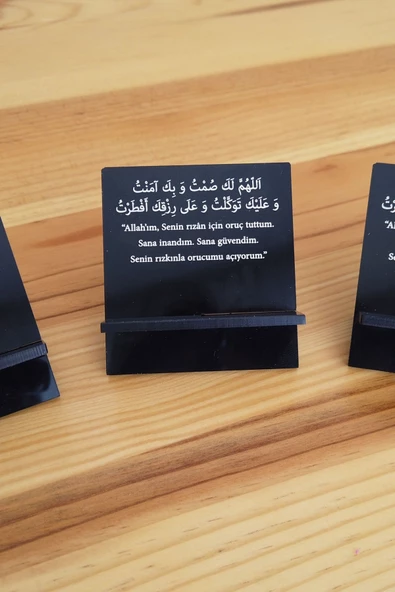 اَللّٰهُمَّ لَكَ صُمْتُ وَ بِكَ آمَنْتُ
وَ عَلَيْكَ تَوَكَّلْتُ وَ عَلَى رِزْقِكَ أَفْطَرْتُ
“Allah'ım, Senin rızân için oruç tuttum.
Sana inandım. Sana güvendim.
Senin rızkınla orucumu açıyorum.”